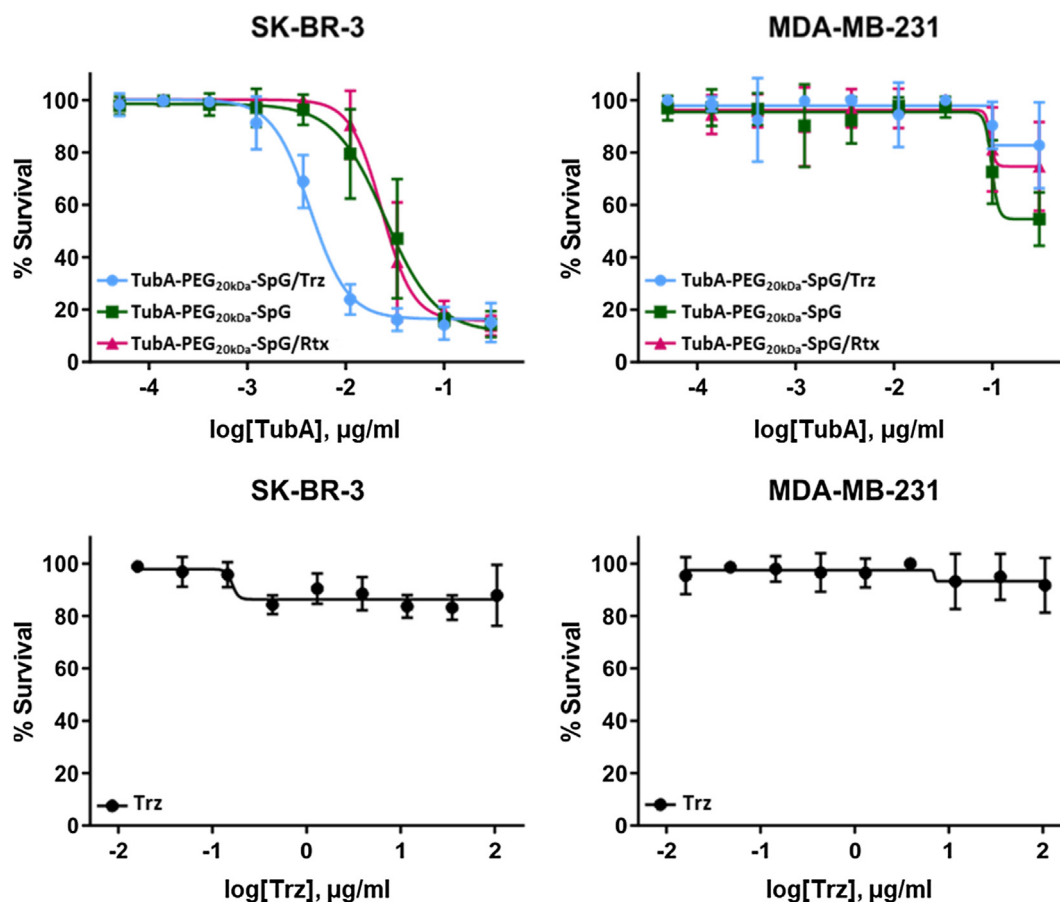 SK-BR-3
% Survival
100
80
60
40
20
0
TubA-PEG20kDa-SpG/Trz
TubA-PEG20kDa-SpG
TubA-PEG20kDa-SpG/Rtx
-4 -3 -2 -1
log[TubA], µg/ml
MDA-MB-231
% Survival
100
80
60
40
20
0
TubA-PEG20kDa-SpG/Trz
TubA-PEG20kDa-SpG
TubA-PEG20kDa-SpG/Rtx
-4 -3 -2 -1
log[TubA], µg/ml
SK-BR-3
% Survival
100
80
60
40
20
0
Trz
-2 -1 0 1 2
log[Trz], µg/ml
MDA-MB-231
% Survival
100
80
60
40
20
0
Trz
-2 -1 0 1 2
log[Trz], µg/ml